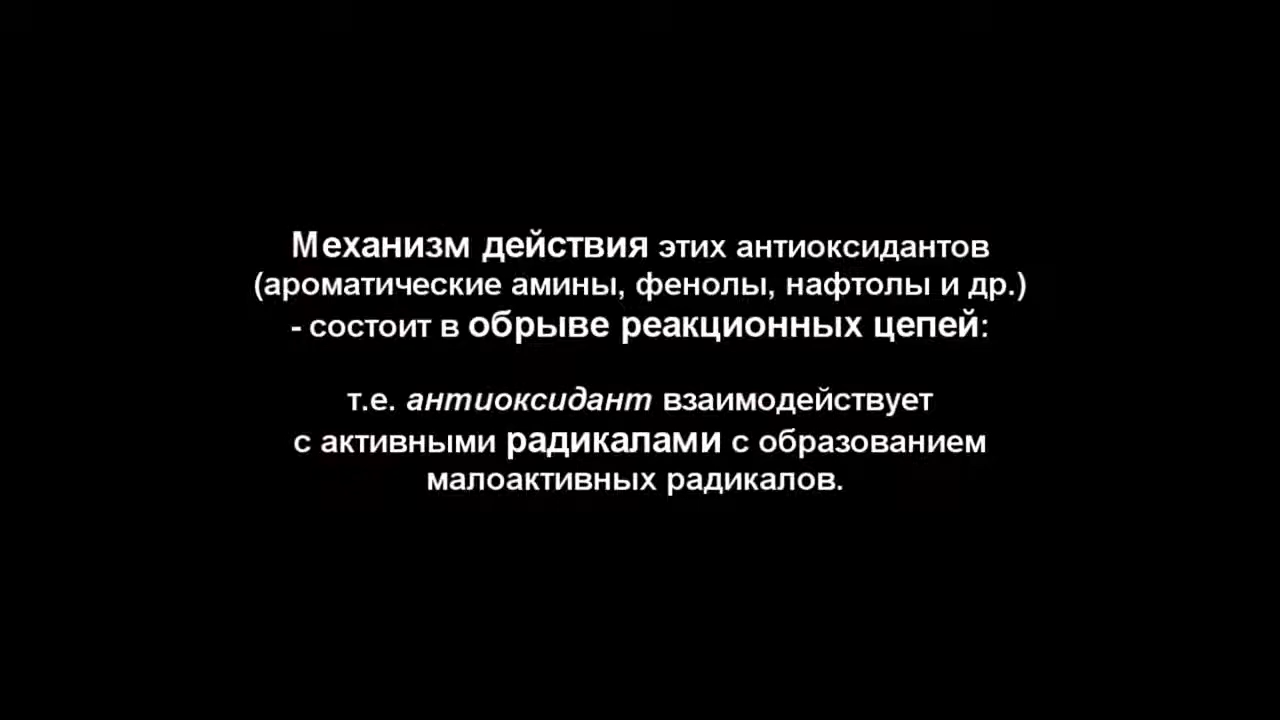 Механизм действия этих антиоксидантов
(ароматические амины, фенолы, нафтолы и др.)
- состоит в обрыве реакционных цепей:
т.е. антиоксидант взаимодействует
с активными радикалами с образованием
малоактивных радикалов.